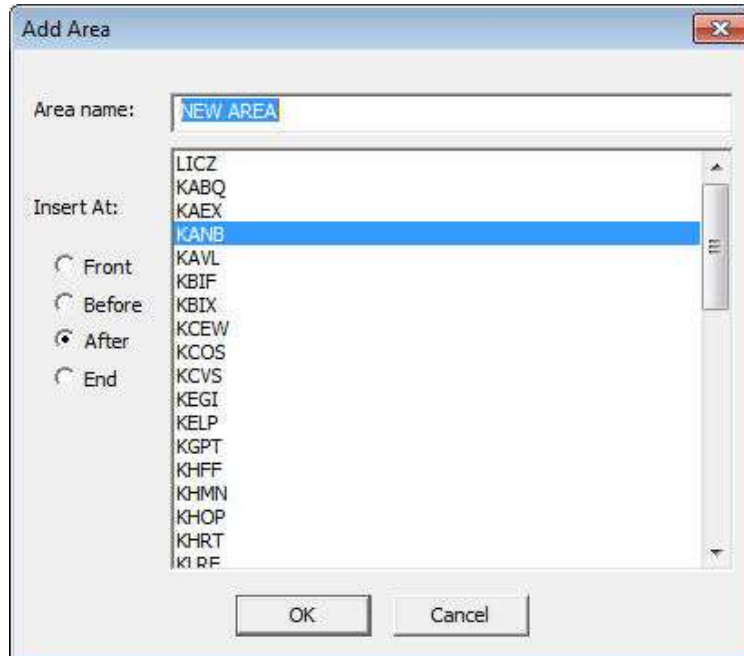 Add Area
Area name:
NEW AREA
Insert At:
Front
Before
After
End
LICZ
KABQ
KAEX
KANB
KAVL
KBIF
KBIX
KCEW
KCOS
KCVS
KEGI
KELP
KGPT
KHFF
KHMN
KHOP
KHRT
OK
Cancel